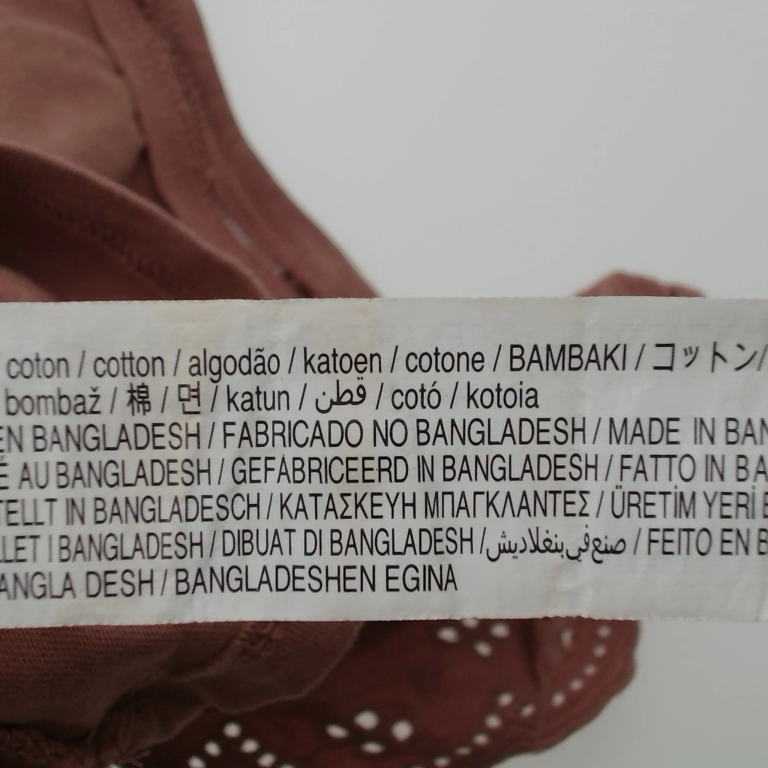 / coton / cotton / algodão / katoen / cotone / BAMBAKI / コットン/
bombaž / 棉 / 면 / katun / قطن / cotó / kotoia
EN BANGLADESH / FABRICADO NO BANGLADESH / MADE IN BAN
É AU BANGLADESH / GEFABRICEERD IN BANGLADESH / FATTO IN BA
TELLT IN BANGLADESCH / ΚΑΤΑΣΚΕΥΗ ΜΠΑΓΚΛΑΝΤΕΣ / ÜRETİM YERİ B
LLET I BANGLADESH / DIBUAT DI BANGLADESH /صنع في بنغلاديش / FEITO EN B
ANGLA DESH / BANGLADESHEN EGINA